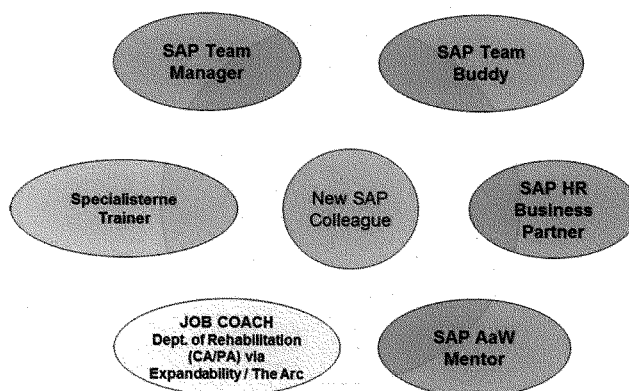 SAP Team
Manager
SAP Team
Buddy
Specialisterne
Trainer
New SAP
Colleague
SAP HR
Business
Partner
JOB COACH
Dept. of Rehabilitation
(CA/PA) via
Expandability / The Arc
SAP AaW
Mentor